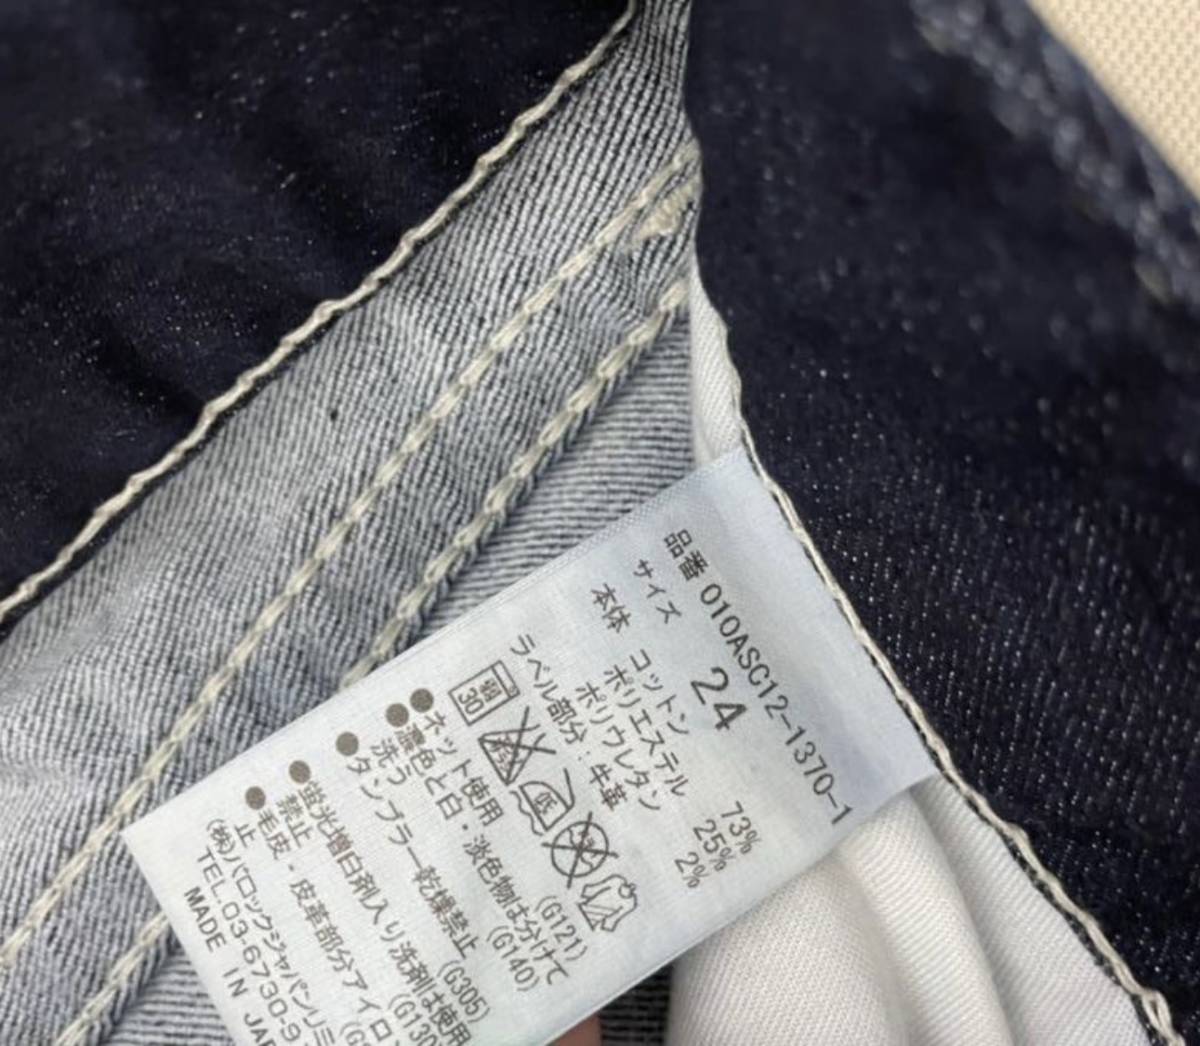 品番 010ASC12-1370-1
サイズ 24
本体 コットン 73%
ポリエステル 25%
ポリウレタン 2%
ラベル部分:牛革
網 30
●ネット使用 (G121)
●濃色と白・淡色物は分けて
洗う (G140)
●タンブラー乾燥禁止 (G305)
●蛍光増白剤入り洗剤は使用
禁止 (G130
●毛皮・皮革部分アイロン
止
(株)バロックジャパンリミ
TEL.03-6730-9
MADE IN JAP